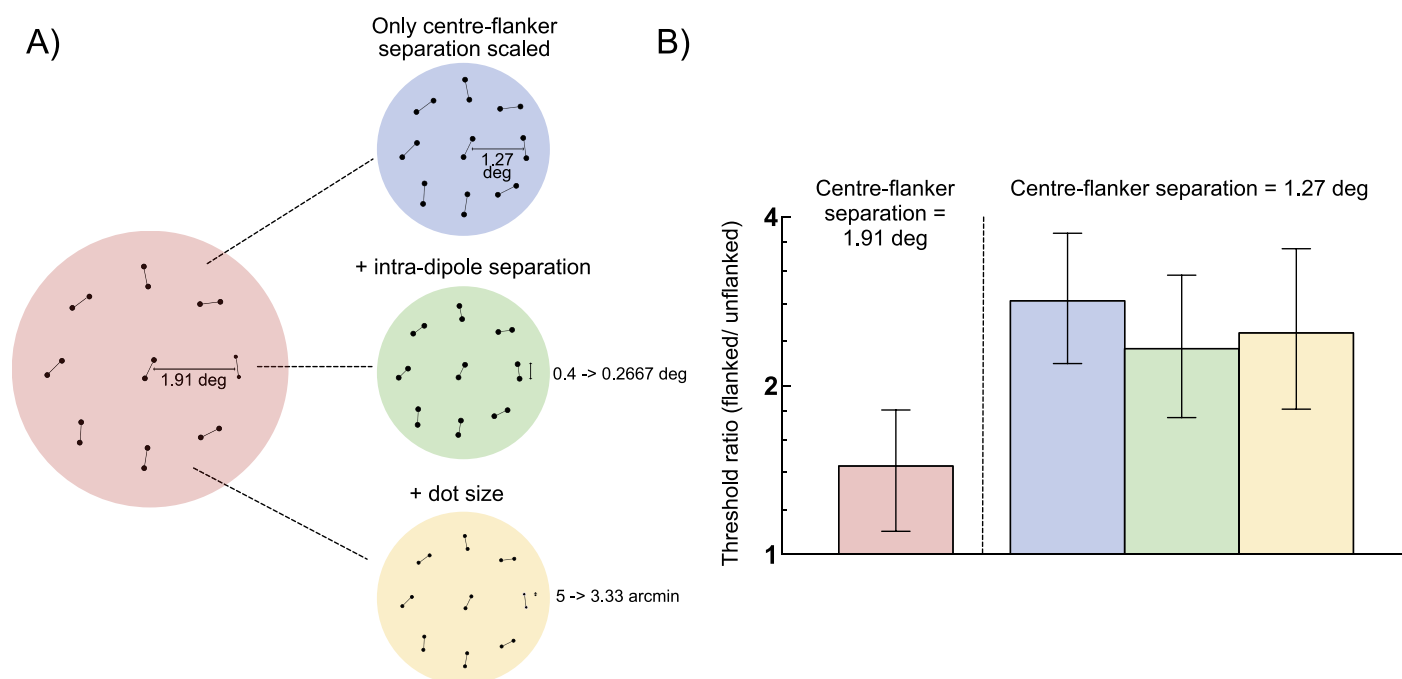 A)
Only centre-flanker
separation scaled
1.27
deg
+ intra-dipole separation
1.91 deg
0.4 -> 0.2667 deg
+ dot size
5 -> 3.33 arcmin
B)
Centre-flanker
separation =
1.91 deg
Centre-flanker separation = 1.27 deg
Threshold ratio (flanked/ unflanked)
4
2
1